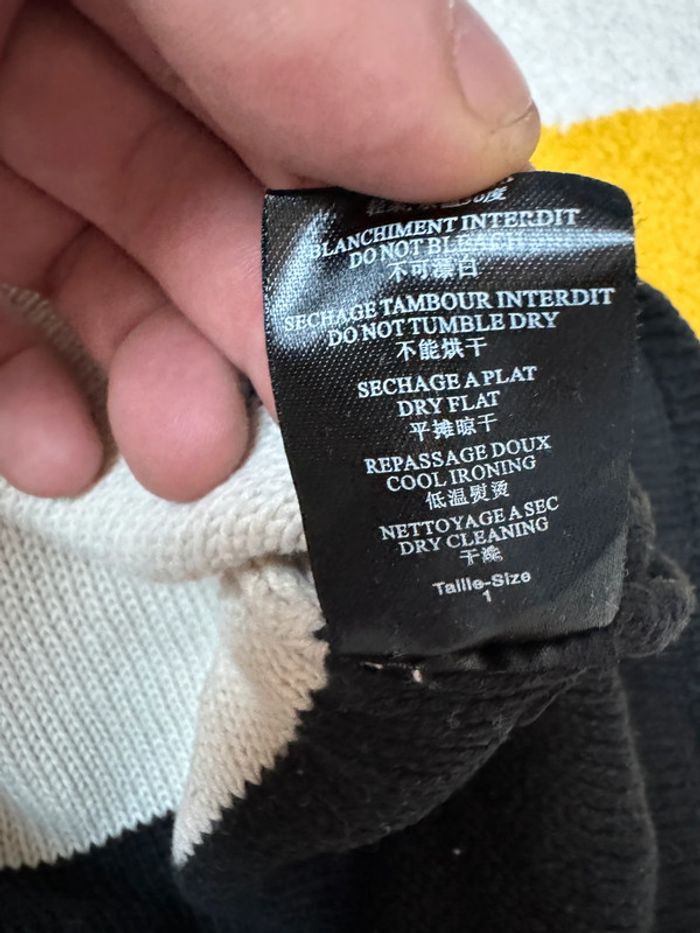 BLANCHIMENT INTERDIT
DO NOT BLEACH
不可漂白
SECHAGE TAMBOUR INTERDIT
DO NOT TUMBLE DRY
不能烘干
SECHAGE A PLAT
DRY FLAT
平摊晾干
REPASSAGE DOUX
COOL IRONING
低温熨烫
NETTOYAGE A SEC
DRY CLEANING
干漆
Taille-Size
1